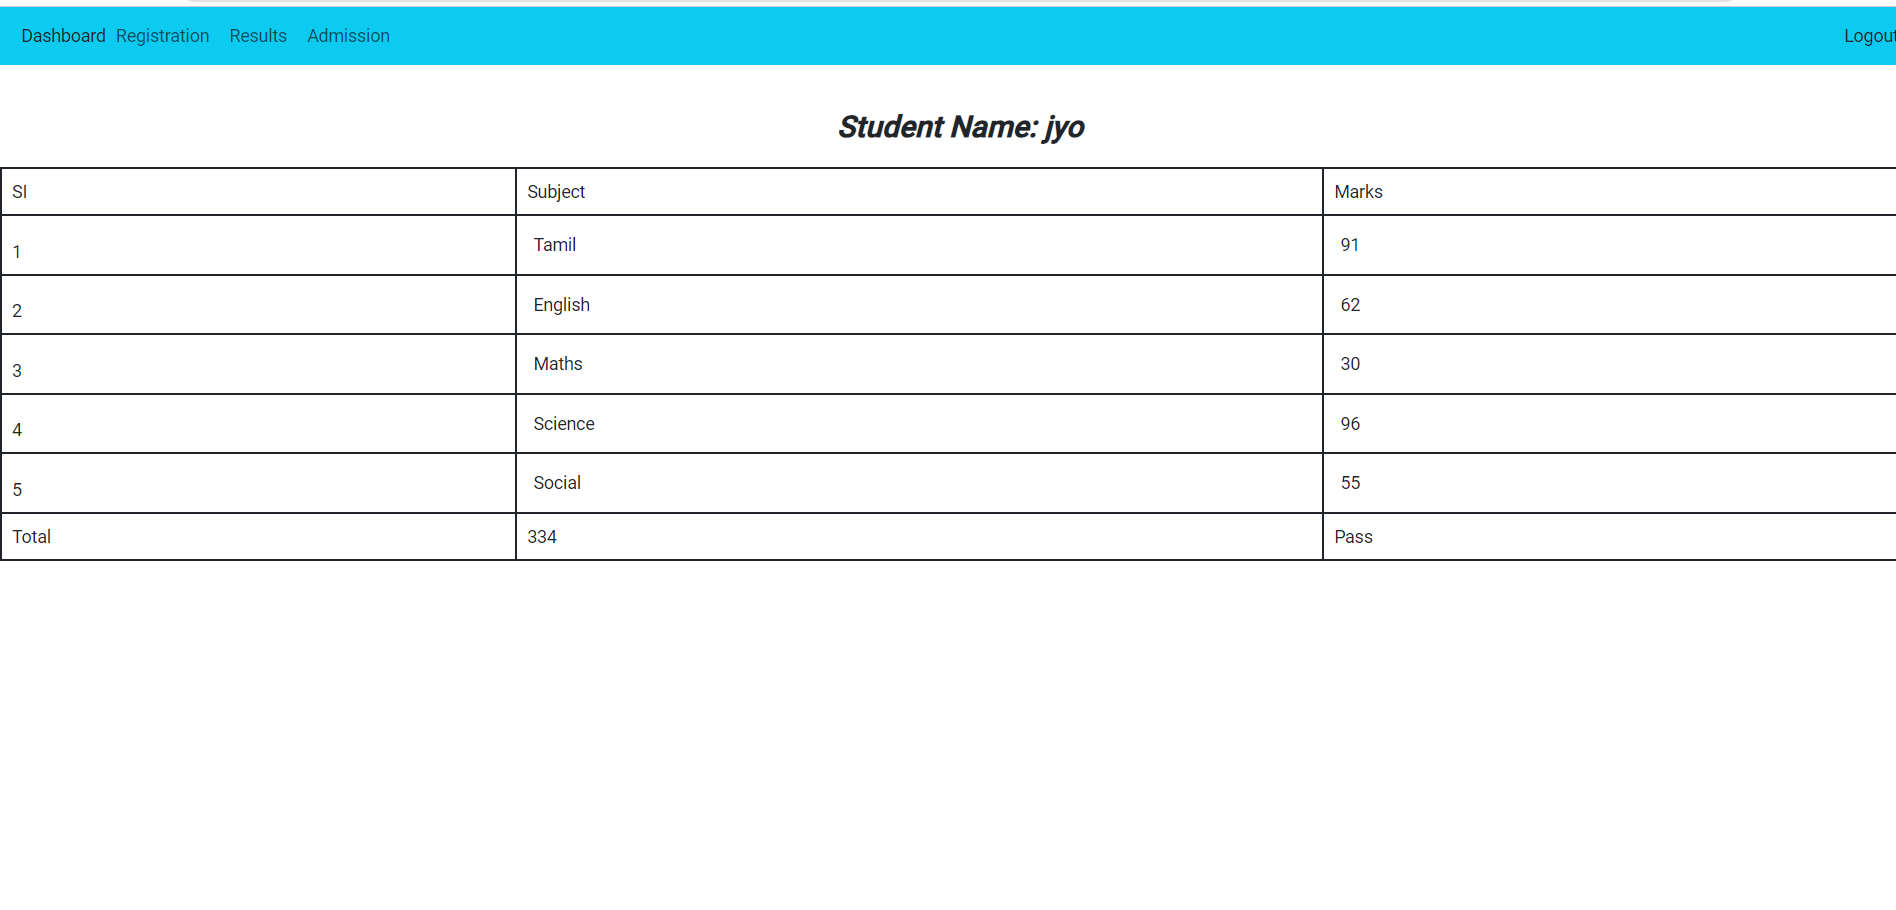 Dashboard Registration Results Admission Logout
Student Name: jyo
SI Subject Marks
1 Tamil 91
2 English 62
3 Maths 30
4 Science 96
5 Social 55
Total 334 Pass